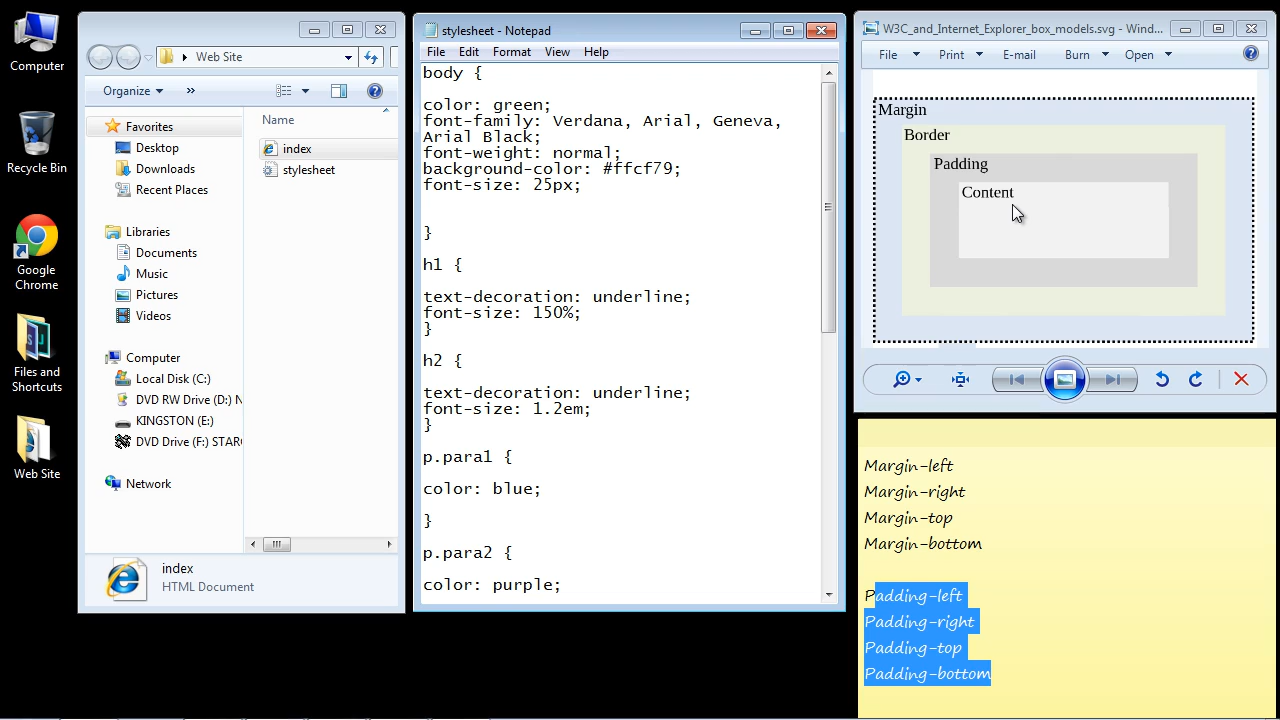 Computer
Recycle Bin
Google
Chrome
Files and
Shortcuts
Web Site
Web Site
Organize
»
Name
Favorites
Desktop
Downloads
Recent Places
Libraries
Documents
Music
Pictures
Videos
Computer
Local Disk (C:)
DVD RW Drive (D:) N
KINGSTON (E:)
DVD Drive (F:) STAR
Network
index
stylesheet
index
HTML Document
stylesheet - Notepad
File Edit Format View Help
body {
color: green;
font-family: Verdana, Arial, Geneva,
Arial Black;
font-weight: normal;
background-color: #ffcf79;
font-size: 25px;
}
h1 {
text-decoration: underline;
font-size: 150%;
}
h2 {
text-decoration: underline;
font-size: 1.2em;
}
p.para1 {
color: blue;
}
p.para2 {
color: purple;
W3C_and_Internet_Explorer_box_models.svg - Wind...
File Print E-mail Burn Open
Margin
Border
Padding
Content
Margin-left
Margin-right
Margin-top
Margin-bottom
Padding-left
Padding-right
Padding-top
Padding-bottom